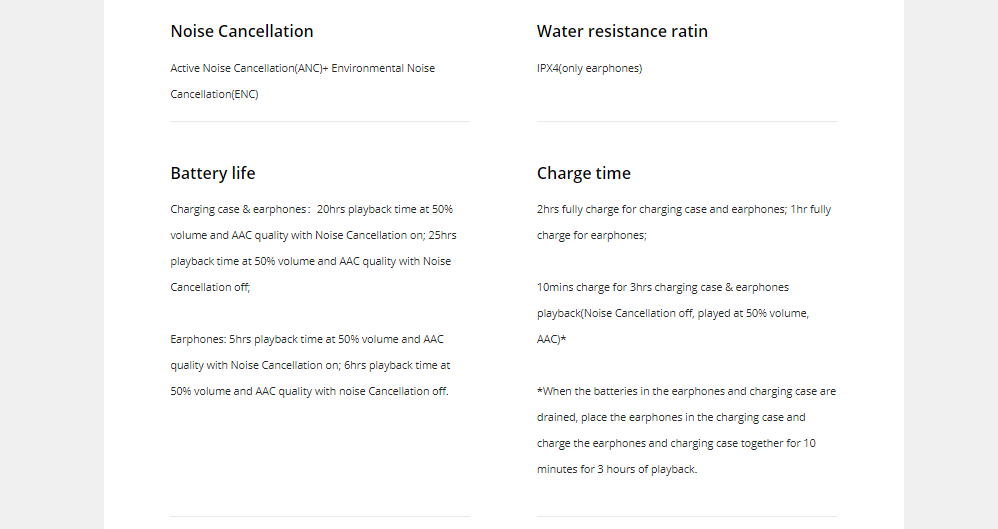 Noise Cancellation
Active Noise Cancellation(ANC)+ Environmental Noise
Cancellation(ENC)
Water resistance ratin
IPX4(only earphones)
Battery life
Charging case & earphones：20hrs playback time at 50%
volume and AAC quality with Noise Cancellation on; 25hrs
playback time at 50% volume and AAC quality with Noise
Cancellation off;
Earphones: 5hrs playback time at 50% volume and AAC
quality with Noise Cancellation on; 6hrs playback time at
50% volume and AAC quality with noise Cancellation off.
Charge time
2hrs fully charge for charging case and earphones; 1hr fully
charge for earphones;
10mins charge for 3hrs charging case & earphones
playback(Noise Cancellation off, played at 50% volume,
AAC)*
*When the batteries in the earphones and charging case are
drained, place the earphones in the charging case and
charge the earphones and charging case together for 10
minutes for 3 hours of playback.